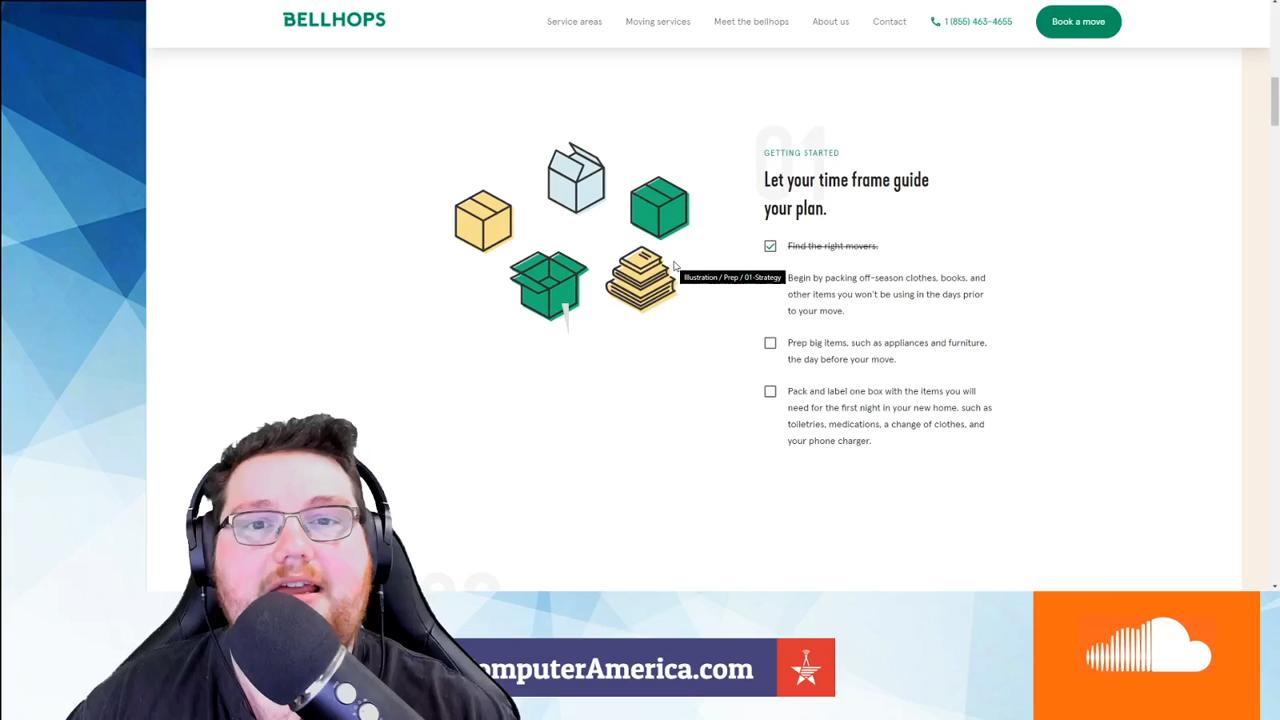 BELLHOPS
Service areas
Moving services
Meet the bellhops
About us
Contact
1 (855) 463-4655
Book a move
01
GETTING STARTED
Let your time frame guide
your plan.
Find the right movers.
Illustration / Prep / 01-Strategy
Begin by packing off-season clothes, books, and
other items you won't be using in the days prior
to your move.
Prep big items, such as appliances and furniture,
the day before your move.
Pack and label one box with the items you will
need for the first night in your new home, such as
toiletries, medications, a change of clothes, and
your phone charger.
omputerAmerica.com